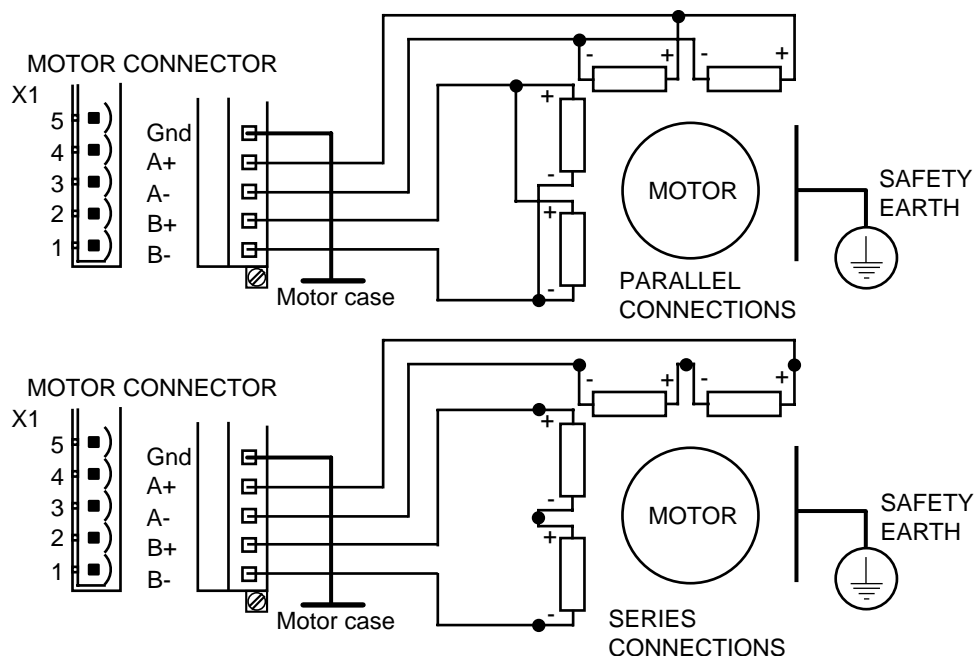 MOTOR CONNECTOR
X1
5
4
3
2
1
Gnd
A+
A-
B+
B-
Motor case
- + - +
+
-
+
-
MOTOR
SAFETY
EARTH
PARALLEL
CONNECTIONS
MOTOR CONNECTOR
X1
5
4
3
2
1
Gnd
A+
A-
B+
B-
Motor case
- + - +
+
-
+
-
MOTOR
SAFETY
EARTH
SERIES
CONNECTIONS